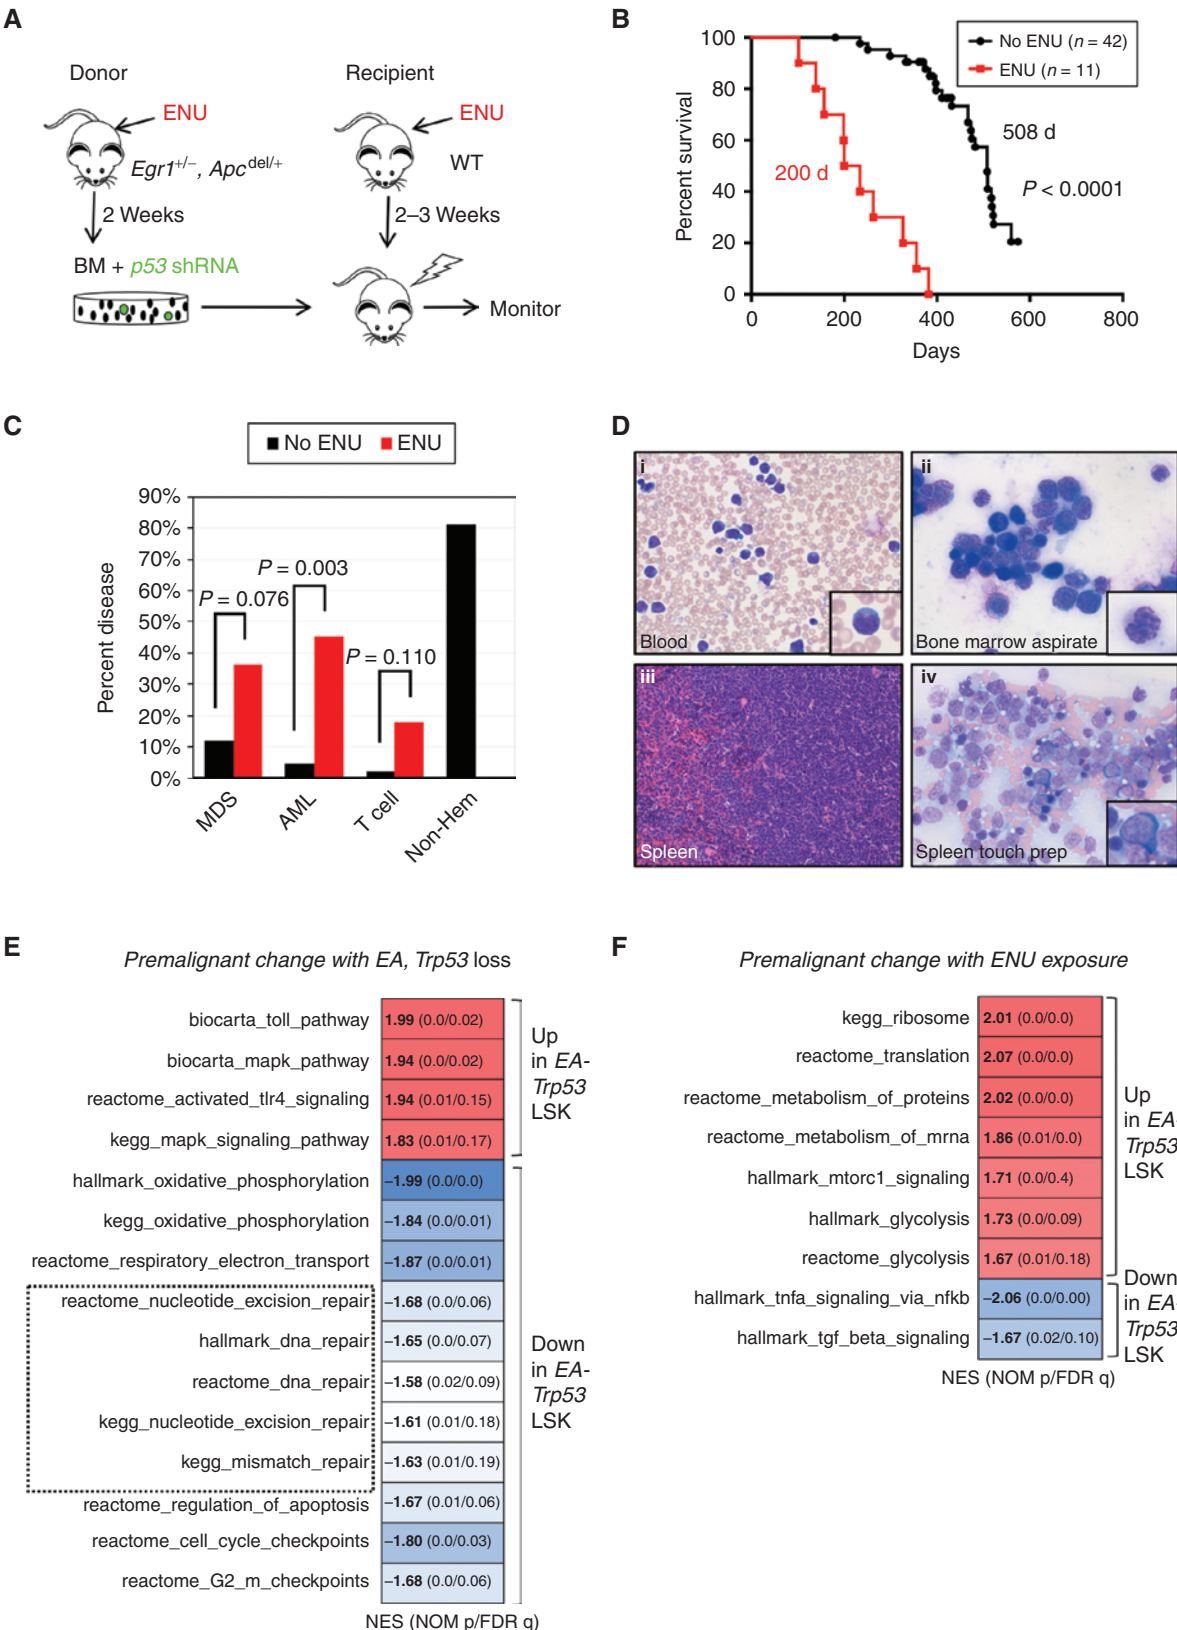 A
Donor
Recipient
ENU
ENU
Egr1+/−, Apcdel/+
WT
2 Weeks
2–3 Weeks
BM + p53 shRNA
Monitor
B
Percent survival
100
80
60
40
20
0
0 200 400 600 800
Days
No ENU (n = 42)
ENU (n = 11)
508 d
200 d
P < 0.0001
C
No ENU ENU
Percent disease
90%
80%
70%
60%
50%
40%
30%
20%
10%
0%
P = 0.076
P = 0.003
P = 0.110
MDS
AML
T cell
Non-Hem
D
i
Blood
ii
Bone marrow aspirate
iii
Spleen
iv
Spleen touch prep
E
Premalignant change with EA, Trp53 loss
biocarta_toll_pathway 1.99 (0.0/0.02)
biocarta_mapk_pathway 1.94 (0.0/0.02)
reactome_activated_tlr4_signaling 1.94 (0.01/0.15)
kegg_mapk_signaling_pathway 1.83 (0.01/0.17)
hallmark_oxidative_phosphorylation –1.99 (0.0/0.0)
kegg_oxidative_phosphorylation –1.84 (0.0/0.01)
reactome_respiratory_electron_transport –1.87 (0.0/0.01)
reactome_nucleotide_excision_repair –1.68 (0.0/0.06)
hallmark_dna_repair –1.65 (0.0/0.07)
reactome_dna_repair –1.58 (0.02/0.09)
kegg_nucleotide_excision_repair –1.61 (0.01/0.18)
kegg_mismatch_repair –1.63 (0.01/0.19)
reactome_regulation_of_apoptosis –1.67 (0.01/0.06)
reactome_cell_cycle_checkpoints –1.80 (0.0/0.03)
reactome_G2_m_checkpoints –1.68 (0.0/0.06)
NES (NOM p/FDR q)
Up
in EA-
Trp53
LSK
Down
in EA-
Trp53
LSK
F
Premalignant change with ENU exposure
kegg_ribosome 2.01 (0.0/0.0)
reactome_translation 2.07 (0.0/0.0)
reactome_metabolism_of_proteins 2.02 (0.0/0.0)
reactome_metabolism_of_mrna 1.86 (0.01/0.0)
hallmark_mtorc1_signaling 1.71 (0.0/0.4)
hallmark_glycolysis 1.73 (0.0/0.09)
reactome_glycolysis 1.67 (0.01/0.18)
hallmark_tnfa_signaling_via_nfkb –2.06 (0.0/0.00)
hallmark_tgf_beta_signaling –1.67 (0.02/0.10)
NES (NOM p/FDR q)
Up
in EA-
Trp53
LSK
Down
in EA-
Trp53
LSK